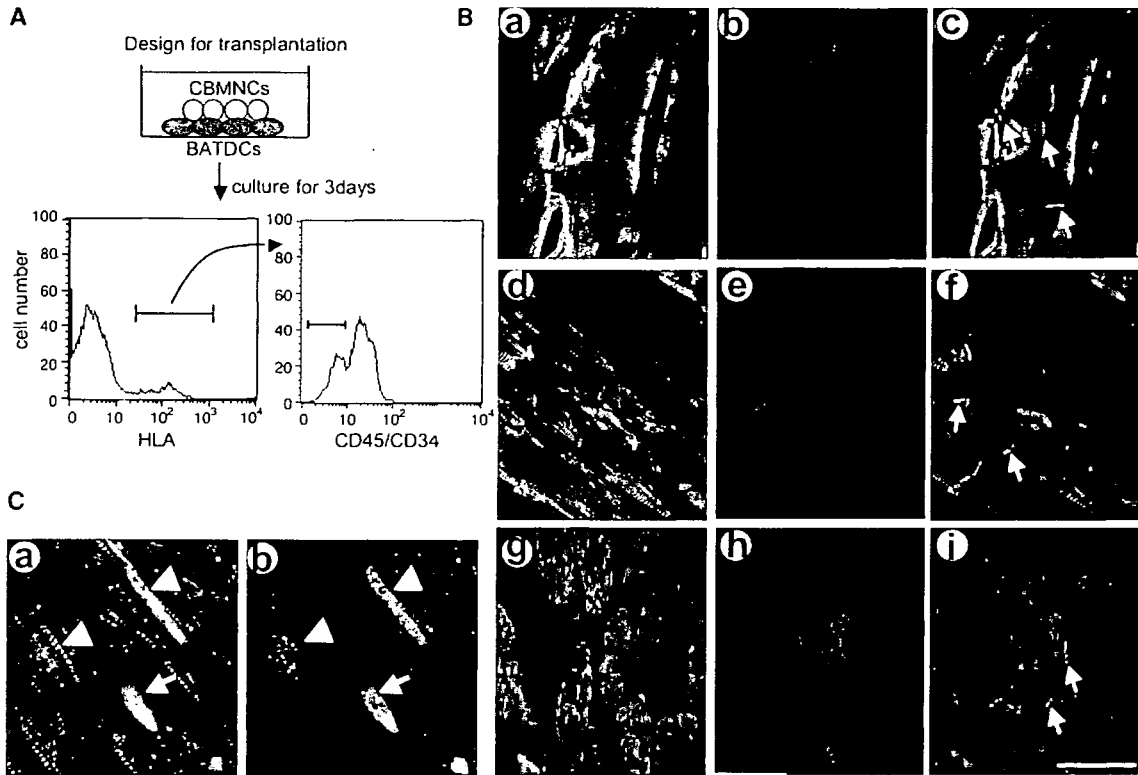 A
Design for transplantation
CBMNCs
BATDCs
culture for 3days
cell number
100
80
60
40
20
0
0 10 10² 10³ 10⁴
HLA
100
80
60
40
20
0
0 10 10² 10⁴
CD45/CD34
B
a b c
d e f
g h i
C
a b